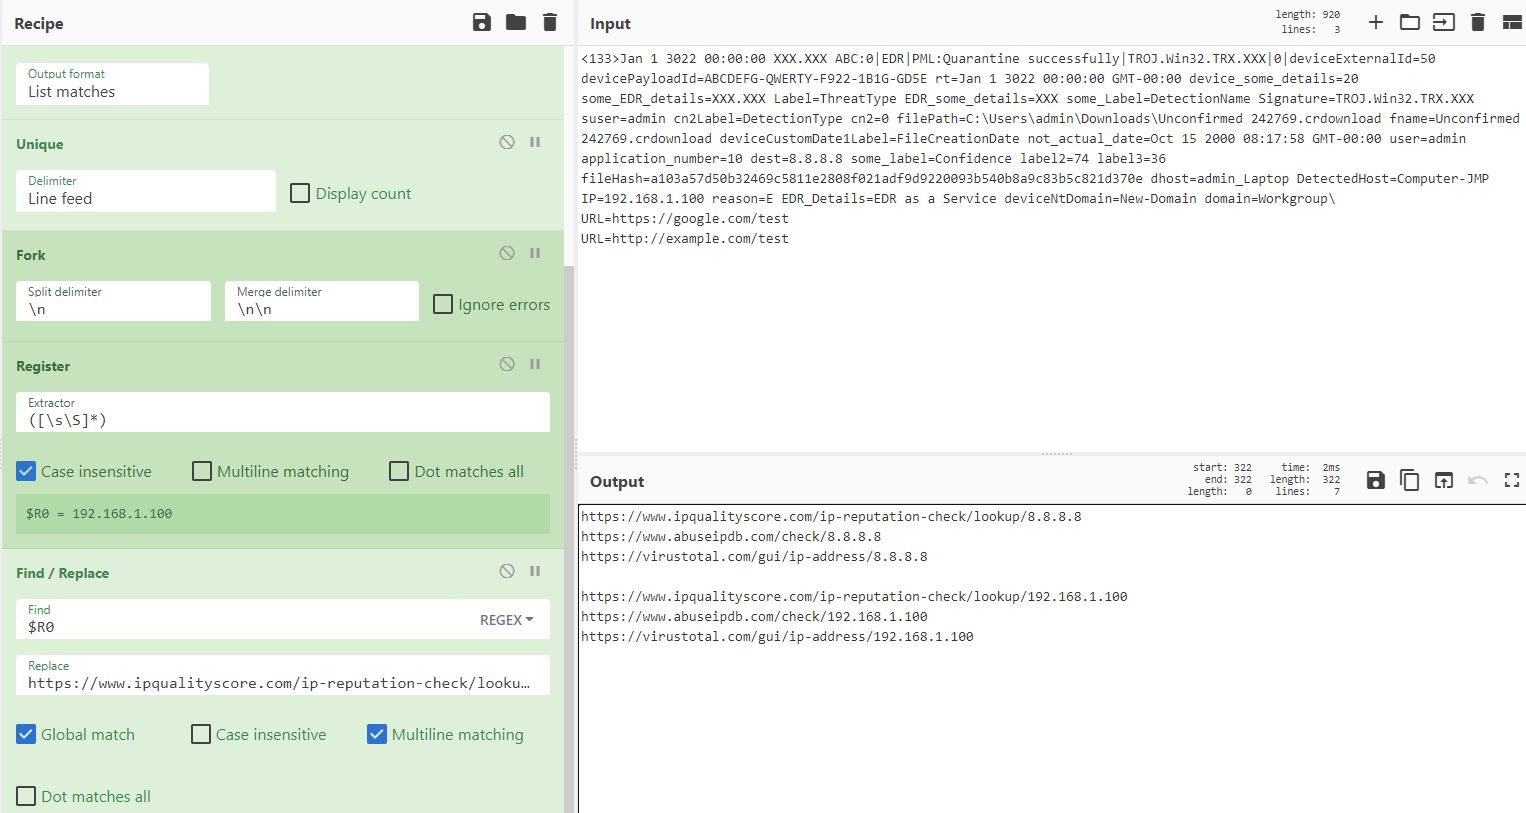 Recipe
Output format
List matches
Unique
Delimiter
Line feed
Display count
Fork
Split delimiter
\n
Merge delimiter
\n\n
Ignore errors
Register
Extractor
([\s\S]*)
Case insensitive
Multiline matching
Dot matches all
$R0 = 192.168.1.100
Find / Replace
Find
$R0
REGEX
Replace
https://www.ipqualityscore.com/ip-reputation-check/looku…
Global match
Case insensitive
Multiline matching
Dot matches all
Input
length: 920
lines: 3
<133>Jan 1 3022 00:00:00 XXX.XXX ABC:0|EDR|PML:Quarantine successfully|TROJ.Win32.TRX.XXX|0|deviceExternalId=50
devicePayloadId=ABCDEFG-QWERTY-F922-1B1G-GD5E rt=Jan 1 3022 00:00:00 GMT-00:00 device_some_details=20
some_EDR_details=XXX.XXX Label=ThreatType EDR_some_details=XXX some_Label=DetectionName Signature=TROJ.Win32.TRX.XXX
suser=admin cn2Label=DetectionType cn2=0 filePath=C:\Users\admin\Downloads\Unconfirmed 242769.crdownload fname=Unconfirmed
242769.crdownload deviceCustomDate1Label=FileCreationDate not_actual_date=Oct 15 2000 08:17:58 GMT-00:00 user=admin
application_number=10 dest=8.8.8.8 some_label=Confidence label2=74 label3=36
fileHash=a103a57d50b32469c5811e2808f021adf9d9220093b540b8a9c83b5c821d370e dhost=admin_Laptop DetectedHost=Computer-JMP
IP=192.168.1.100 reason=E EDR_Details=EDR as a Service deviceNtDomain=New-Domain domain=Workgroup\
URL=https://google.com/test
URL=http://example.com/test
Output
start: 322
end: 322
length: 0
time: 2ms
length: 322
lines: 7
https://www.ipqualityscore.com/ip-reputation-check/lookup/8.8.8.8
https://www.abuseipdb.com/check/8.8.8.8
https://virustotal.com/gui/ip-address/8.8.8.8
https://www.ipqualityscore.com/ip-reputation-check/lookup/192.168.1.100
https://www.abuseipdb.com/check/192.168.1.100
https://virustotal.com/gui/ip-address/192.168.1.100